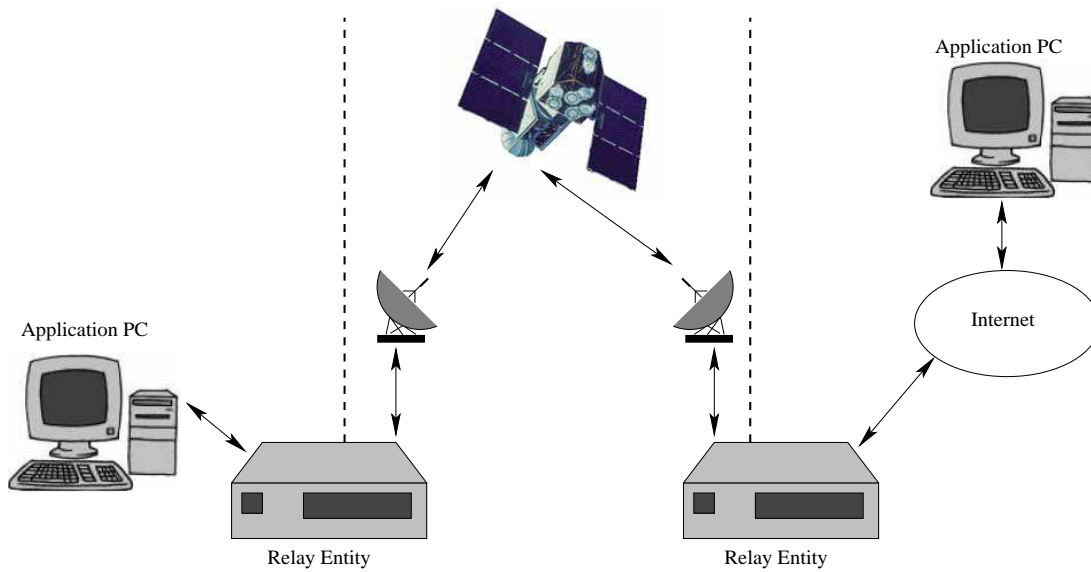 Application PC
Application PC
Internet
Relay Entity
Relay Entity